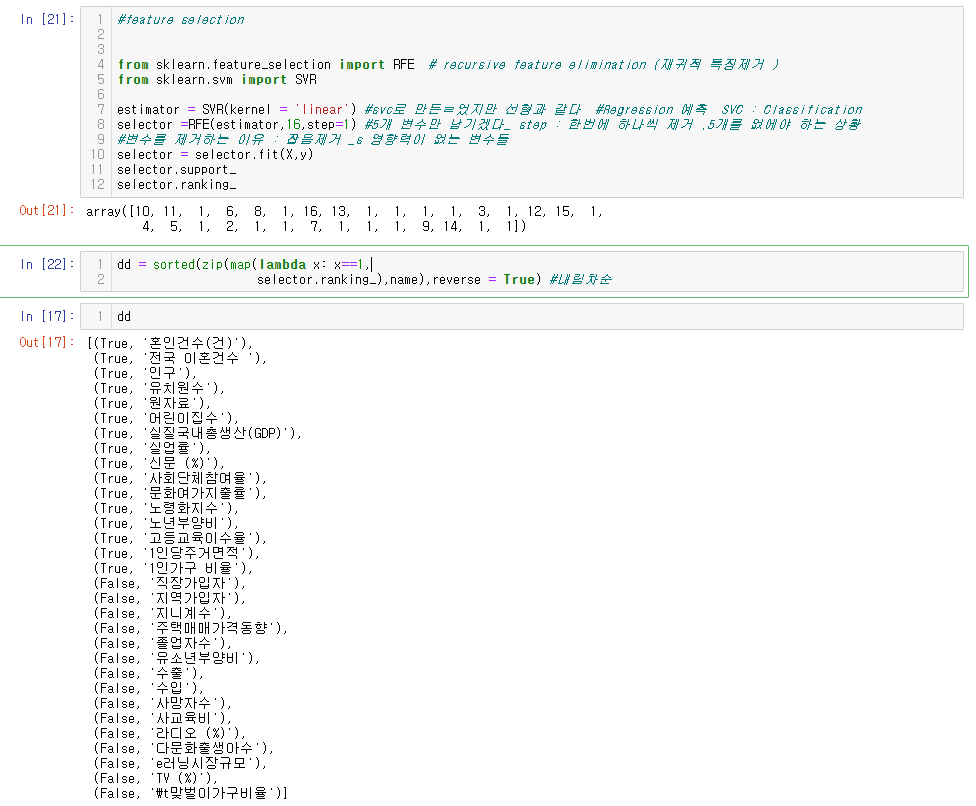 In [21]:
1 #feature selection
2
3
4 from sklearn.feature_selection import RFE # recursive feature elimination (재귀적 특징제거 )
5 from sklearn.svm import SVR
6
7 estimator = SVR(kernel = 'linear') #svc로 만든ㄹ었지만 선형과 같다 #Regression 예측 SVC : Classification
8 selector =RFE(estimator,16,step=1) #5개 변수만 남기겠다_ step : 한번에 하나씩 제거 .5개를 없에야 하는 상황
9 #변수를 제거하는 이유 : 잡음제거 _s 영향력이 없는 변수들
10 selector = selector.fit(X,y)
11 selector.support_
12 selector.ranking_
Out[21]: array([10, 11, 1, 6, 8, 1, 16, 13, 1, 1, 1, 1, 3, 1, 12, 15, 1,
4, 5, 1, 2, 1, 1, 7, 1, 1, 1, 9, 14, 1, 1])
In [22]:
1 dd = sorted(zip(map(lambda x: x==1,
2 selector.ranking_),name),reverse = True) #내림차순
In [17]: 1 dd
Out[17]: [(True, '혼인건수(건)'),
(True, '전국 이혼건수 '),
(True, '인구'),
(True, '유치원수'),
(True, '원자료'),
(True, '어린이집수'),
(True, '실질국내총생산(GDP)'),
(True, '실업률'),
(True, '신문 (%)'),
(True, '사회단체참여율'),
(True, '문화여가지출률'),
(True, '노령화지수'),
(True, '노년부양비'),
(True, '고등교육이수율'),
(True, '1인당주거면적'),
(True, '1인가구 비율'),
(False, '직장가입자'),
(False, '지역가입자'),
(False, '지니계수'),
(False, '주택매매가격동향'),
(False, '졸업자수'),
(False, '유소년부양비'),
(False, '수출'),
(False, '수입'),
(False, '사망자수'),
(False, '사교육비'),
(False, '라디오 (%)'),
(False, '다문화출생아수'),
(False, 'e러닝시장규모'),
(False, 'TV (%)'),
(False, '₩t맞벌이가구비율')]